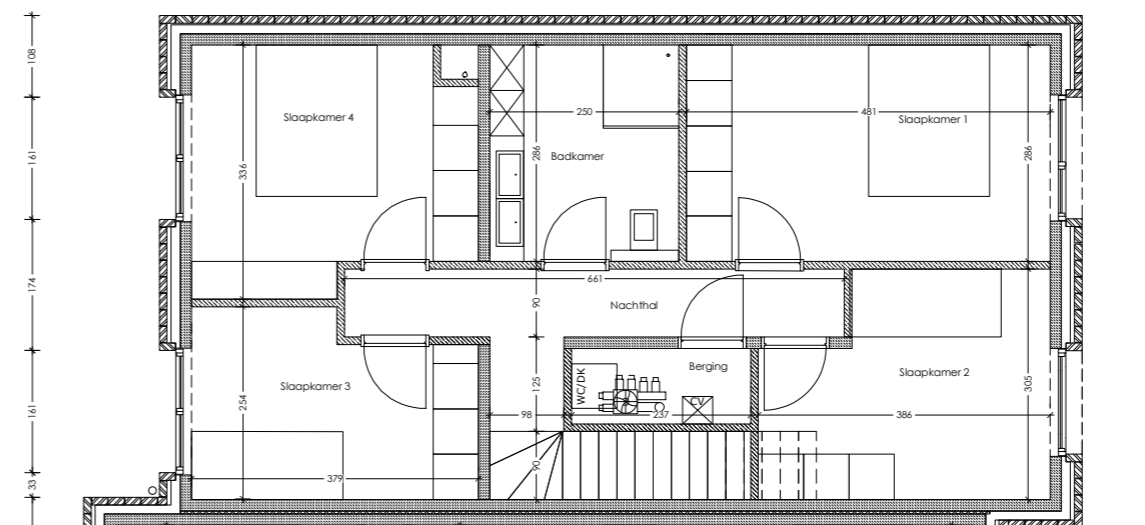 108
161
174
161
33
Slaapkamer 4
336
250
286
Badkamer
481
Slaapkamer 1
286
661
90
Nachthal
Slaapkamer 3
254
379
98
125
90
WC/DK
Berging
CV
237
Slaapkamer 2
386
305